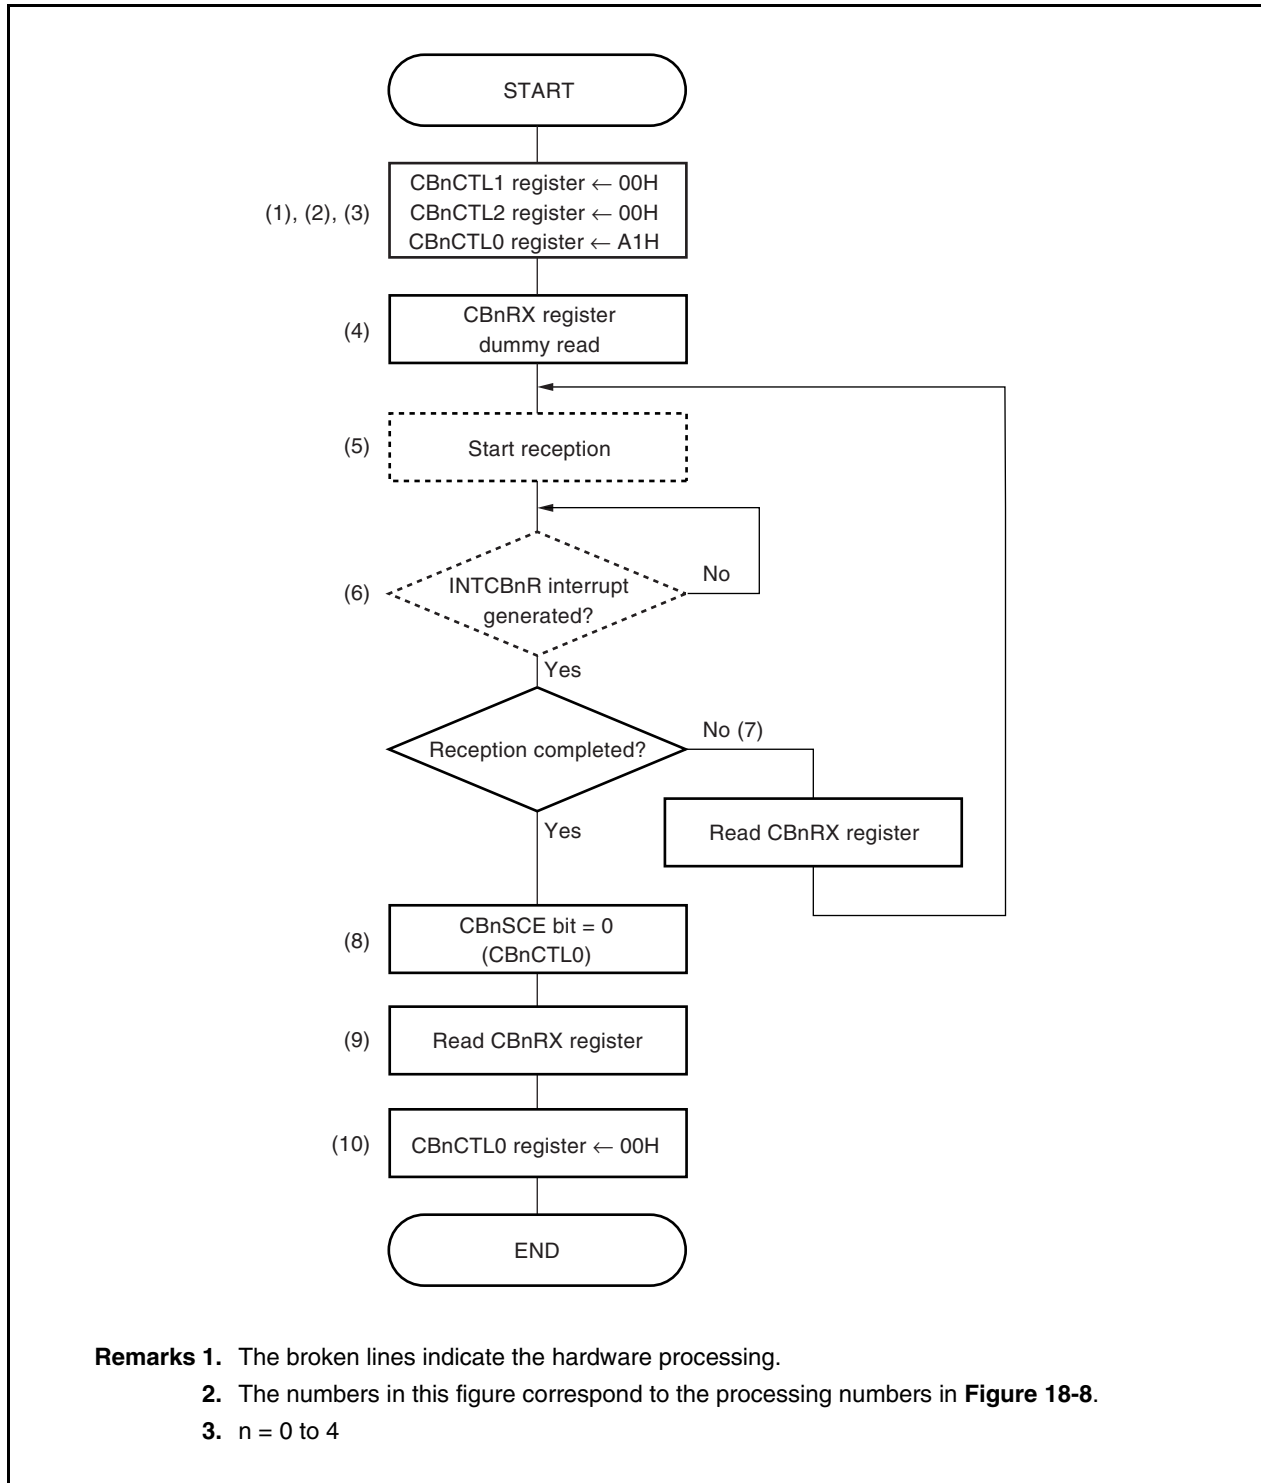 START
(1), (2), (3)
CBnCTL1 register ← 00H
CBnCTL2 register ← 00H
CBnCTL0 register ← A1H
(4)
CBnRX register
dummy read
(5)
Start reception
(6)
INTCBnR interrupt
generated?
No
Yes
Reception completed?
No (7)
Read CBnRX register
Yes
(8)
CBnSCE bit = 0
(CBnCTL0)
(9)
Read CBnRX register
(10)
CBnCTL0 register ← 00H
END
Remarks 1. The broken lines indicate the hardware processing.
2. The numbers in this figure correspond to the processing numbers in Figure 18-8.
3. n = 0 to 4